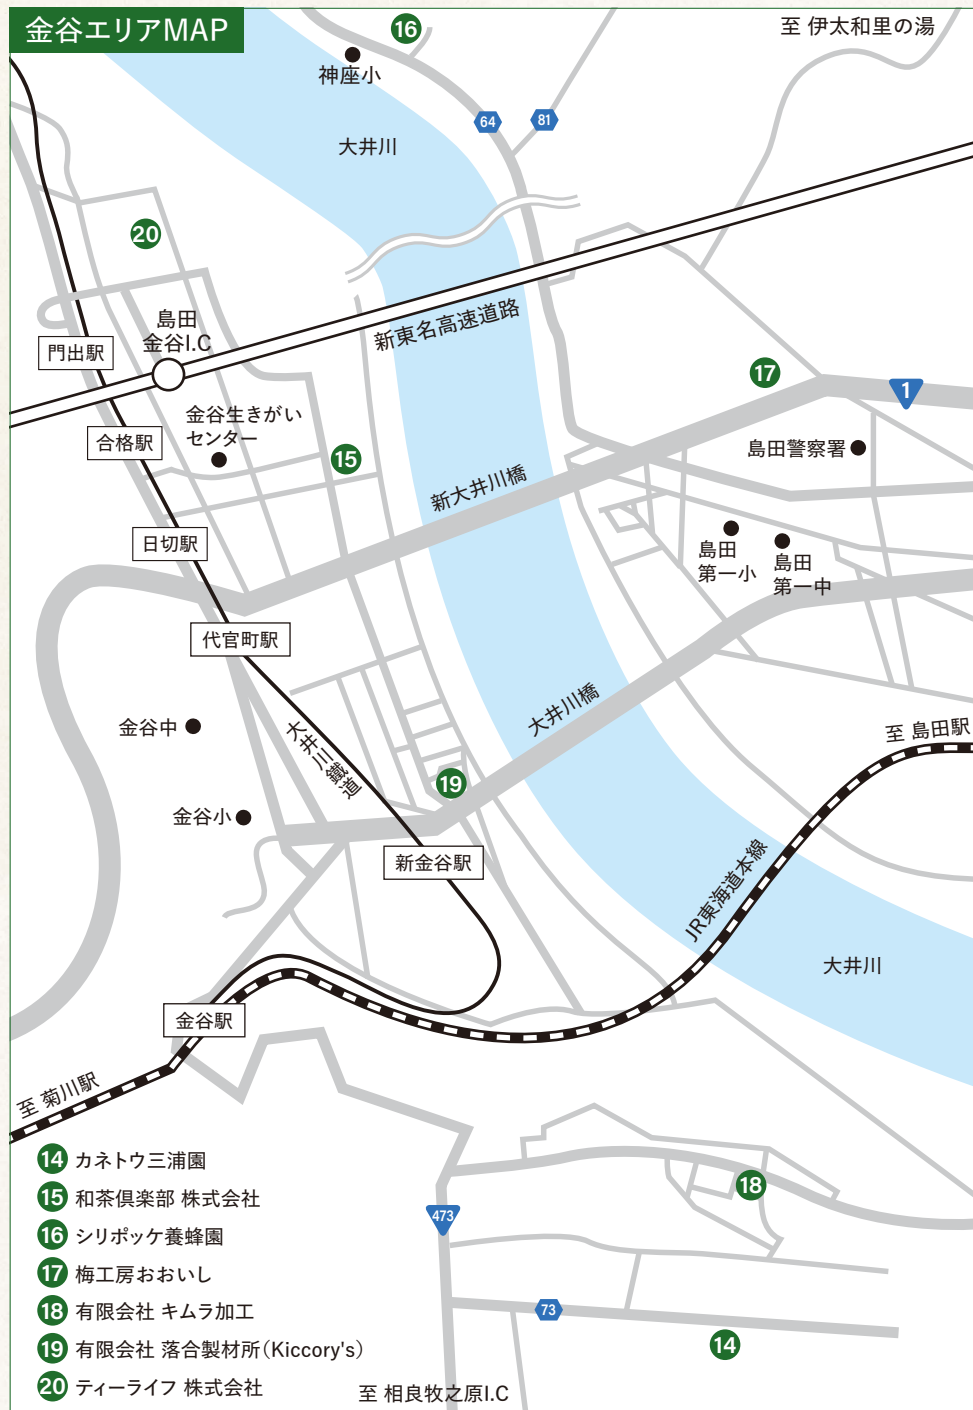 金谷エリアMAP
16
至 伊太和里の湯
神座小
64
81
大井川
20
島田
金谷I.C
新東名高速道路
門出駅
17
1
金谷生きがい
センター
合格駅
15
島田警察署
新大井川橋
日切駅
島田
第一小
島田
第一中
代官町駅
大井川橋
金谷中
大井川鐵道
至 島田駅
19
金谷小
新金谷駅
JR東海道本線
大井川
金谷駅
至 菊川駅
14 カネトウ三浦園
15 和茶倶楽部 株式会社
16 シリポッケ養蜂園
17 梅工房おおいし
18 有限会社 キムラ加工
19 有限会社 落合製材所(Kiccory's)
20 ティーライフ 株式会社
18
473
73
14
至 相良牧之原I.C